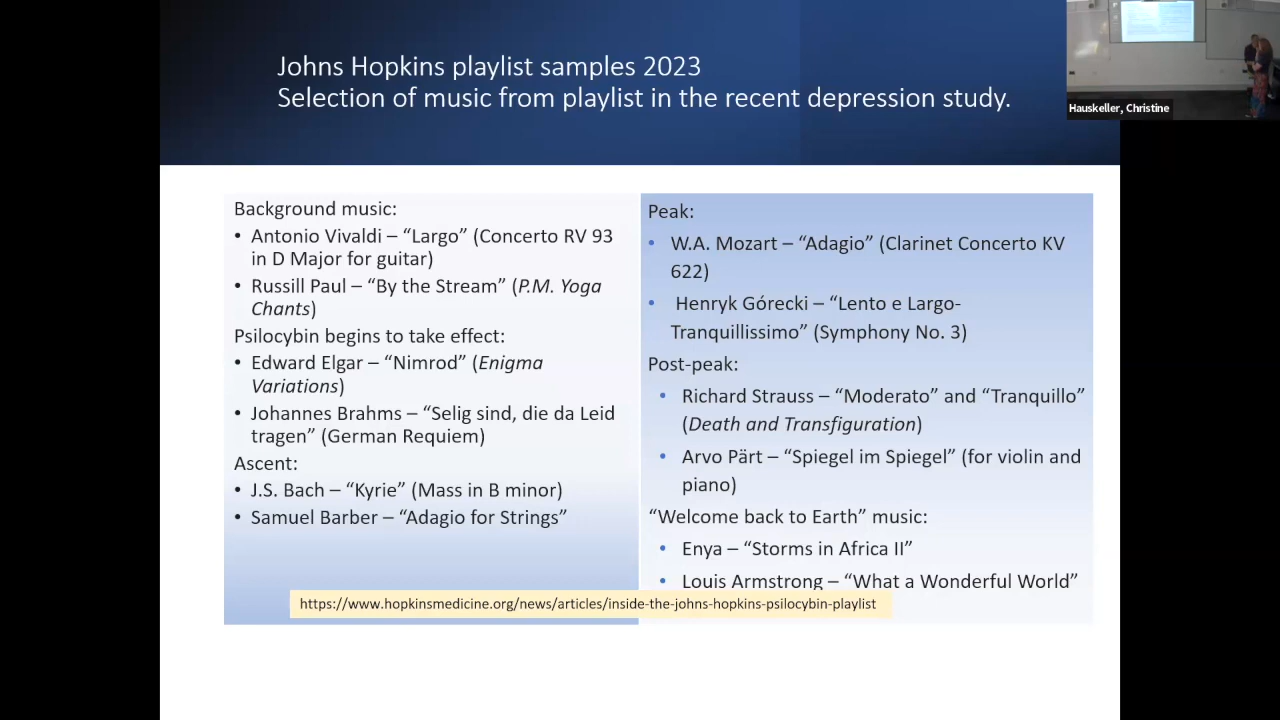 Johns Hopkins playlist samples 2023
Selection of music from playlist in the recent depression study.
Hauskeller, Christine
Background music:
• Antonio Vivaldi – “Largo” (Concerto RV 93
in D Major for guitar)
• Russill Paul – “By the Stream” (P.M. Yoga
Chants)
Psilocybin begins to take effect:
• Edward Elgar – “Nimrod” (Enigma
Variations)
• Johannes Brahms – “Selig sind, die da Leid
tragen” (German Requiem)
Ascent:
• J.S. Bach – “Kyrie” (Mass in B minor)
• Samuel Barber – “Adagio for Strings”
Peak:
• W.A. Mozart – “Adagio” (Clarinet Concerto KV
622)
• Henryk Górecki – “Lento e Largo-
Tranquillissimo” (Symphony No. 3)
Post-peak:
• Richard Strauss – “Moderato” and “Tranquillo”
(Death and Transfiguration)
• Arvo Pärt – “Spiegel im Spiegel” (for violin and
piano)
“Welcome back to Earth” music:
• Enya – “Storms in Africa II”
• Louis Armstrong – “What a Wonderful World”
https://www.hopkinsmedicine.org/news/articles/inside-the-johns-hopkins-psilocybin-playlist